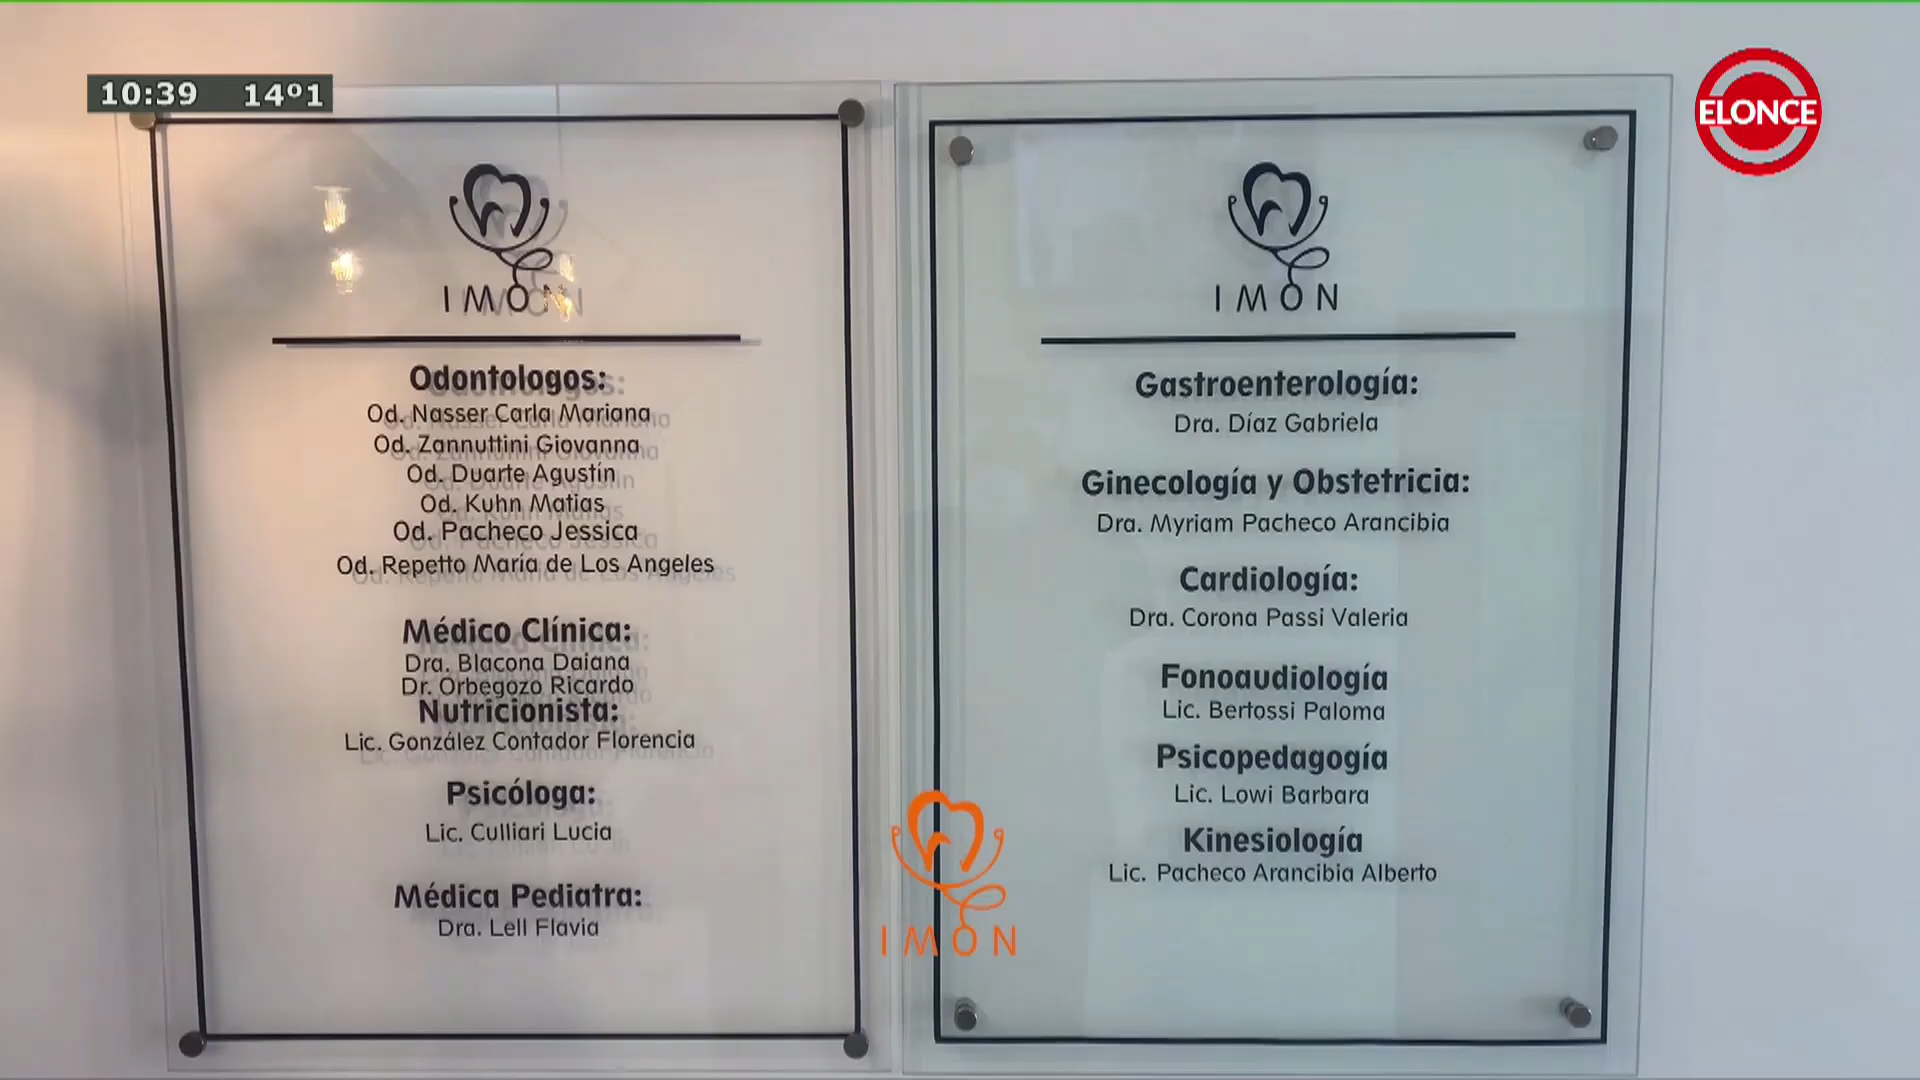 10:39 14º1
ELONCE
IMON
Odontologos:
Od. Nasser Carla Mariana
Od. Zannuttini Giovanna
Od. Duarte Agustín
Od. Kuhn Matias
Od. Pacheco Jessica
Od. Repetto María de Los Angeles
Médico Clínica:
Dra. Blacona Daiana
Dr. Orbegozo Ricardo
Nutricionista:
Lic. González Contador Florencia
Psicóloga:
Lic. Culliari Lucia
Médica Pediatra:
Dra. Lell Flavia
IMON
Gastroenterología:
Dra. Díaz Gabriela
Ginecología y Obstetricia:
Dra. Myriam Pacheco Arancibia
Cardiología:
Dra. Corona Passi Valeria
Fonoaudiología
Lic. Bertossi Paloma
Psicopedagogía
Lic. Lowi Barbara
Kinesiología
Lic. Pacheco Arancibia Alberto
IMON